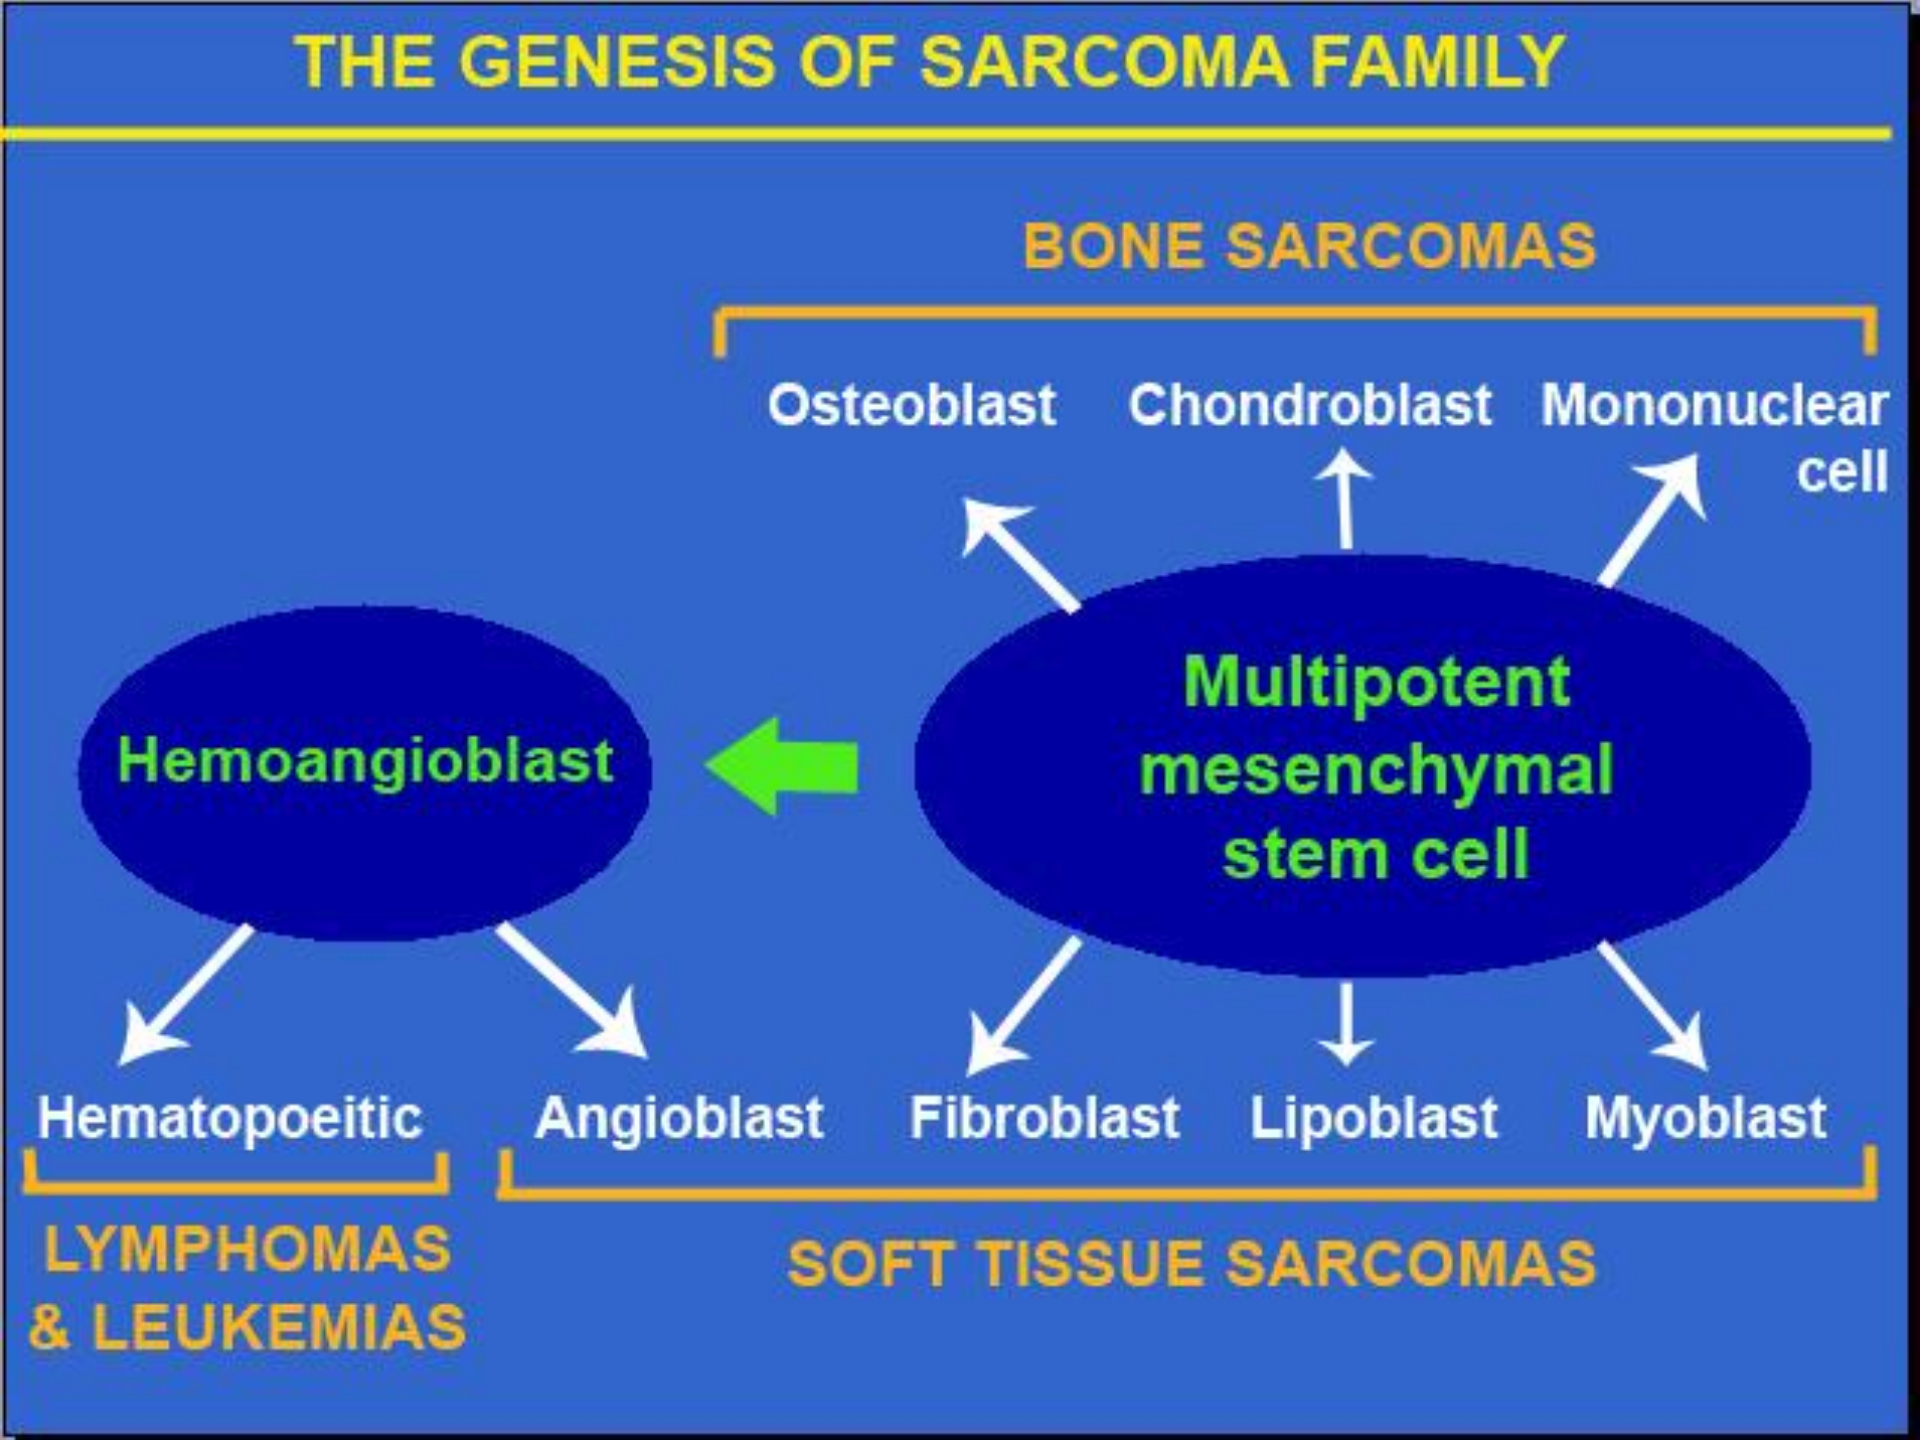 THE GENESIS OF SARCOMA FAMILY
BONE SARCOMAS
Osteoblast
Chondroblast
Mononuclear
cell
Hemoangioblast
Multipotent
mesenchymal
stem cell
Hematopoeitic
Angioblast
Fibroblast
Lipoblast
Myoblast
LYMPHOMAS
& LEUKEMIAS
SOFT TISSUE SARCOMAS